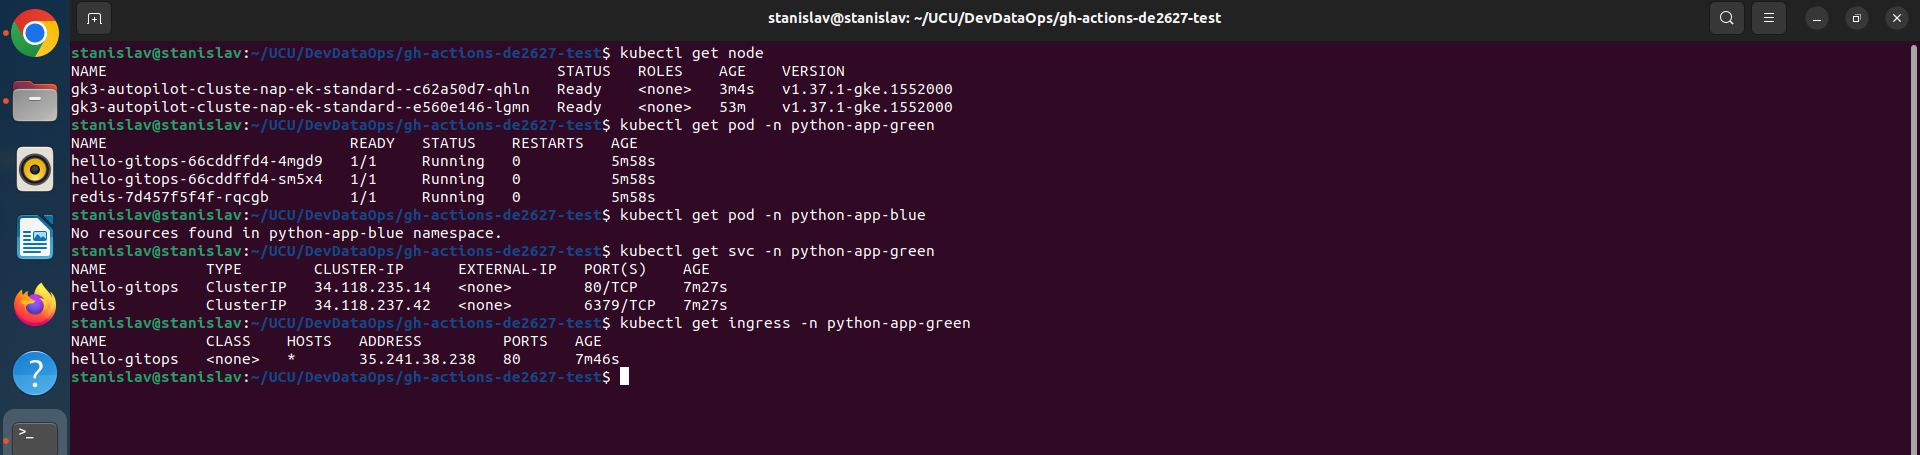 stanislav@stanislav: ~/UCU/DevDataOps/gh-actions-de2627-test
stanislav@stanislav:~/UCU/DevDataOps/gh-actions-de2627-test$ kubectl get node
NAME STATUS ROLES AGE VERSION
gk3-autopilot-cluste-nap-ek-standard--c62a50d7-qhln Ready <none> 3m4s v1.37.1-gke.1552000
gk3-autopilot-cluste-nap-ek-standard--e560e146-lgmn Ready <none> 53m v1.37.1-gke.1552000
stanislav@stanislav:~/UCU/DevDataOps/gh-actions-de2627-test$ kubectl get pod -n python-app-green
NAME READY STATUS RESTARTS AGE
hello-gitops-66cddffd4-4mgd9 1/1 Running 0 5m58s
hello-gitops-66cddffd4-sm5x4 1/1 Running 0 5m58s
redis-7d457f5f4f-rqcgb 1/1 Running 0 5m58s
stanislav@stanislav:~/UCU/DevDataOps/gh-actions-de2627-test$ kubectl get pod -n python-app-blue
No resources found in python-app-blue namespace.
stanislav@stanislav:~/UCU/DevDataOps/gh-actions-de2627-test$ kubectl get svc -n python-app-green
NAME TYPE CLUSTER-IP EXTERNAL-IP PORT(S) AGE
hello-gitops ClusterIP 34.118.235.14 <none> 80/TCP 7m27s
redis ClusterIP 34.118.237.42 <none> 6379/TCP 7m27s
stanislav@stanislav:~/UCU/DevDataOps/gh-actions-de2627-test$ kubectl get ingress -n python-app-green
NAME CLASS HOSTS ADDRESS PORTS AGE
hello-gitops <none> * 35.241.38.238 80 7m46s
stanislav@stanislav:~/UCU/DevDataOps/gh-actions-de2627-test$